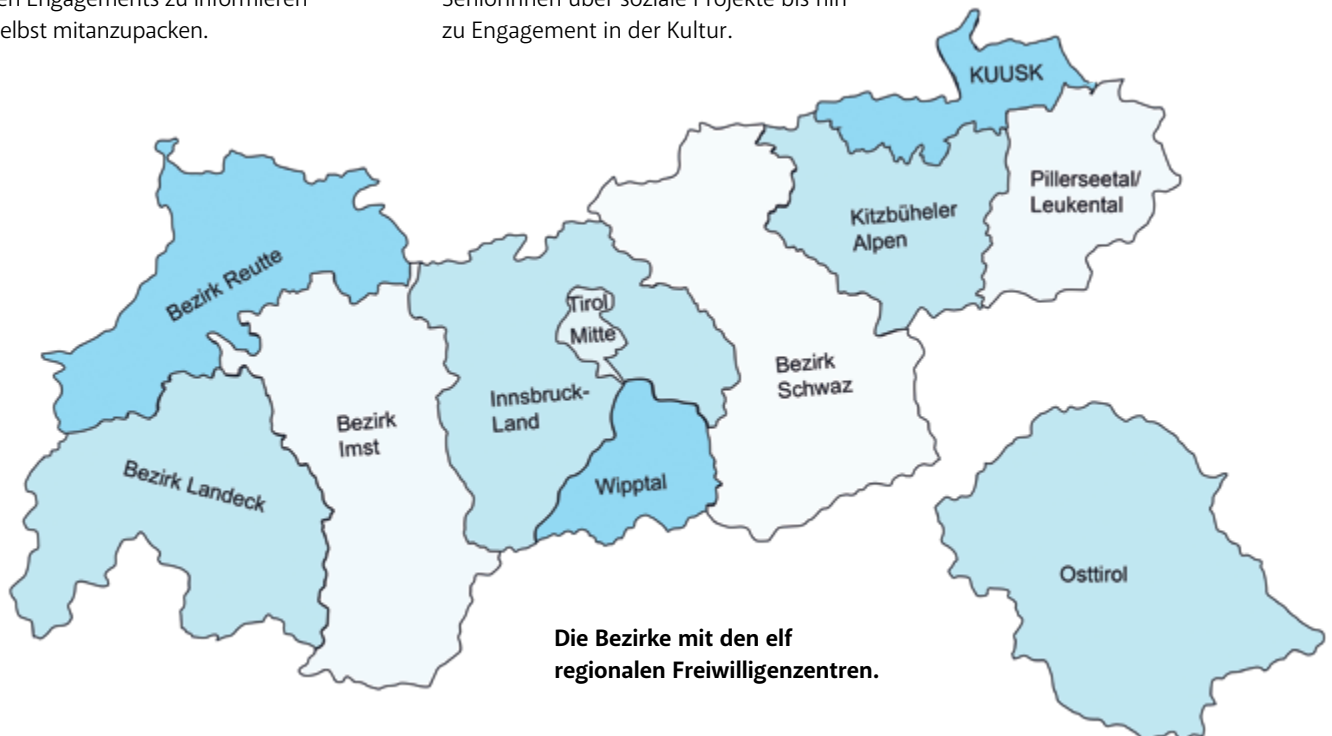 en Engagements zu informieren
elbst mitanzupacken.
SeniorInnen über soziale Projekte bis hin
zu Engagement in der Kultur.
KUUSK
Pillerseetal/
Leukental
Kitzbüheler
Alpen
Bezirk Reutte
Tirol
Mitte
Bezirk
Schwaz
Innsbruck-
Land
Bezirk
Imst
Bezirk Landeck
Wipptal
Osttirol
Die Bezirke mit den elf
regionalen Freiwilligenzentren.